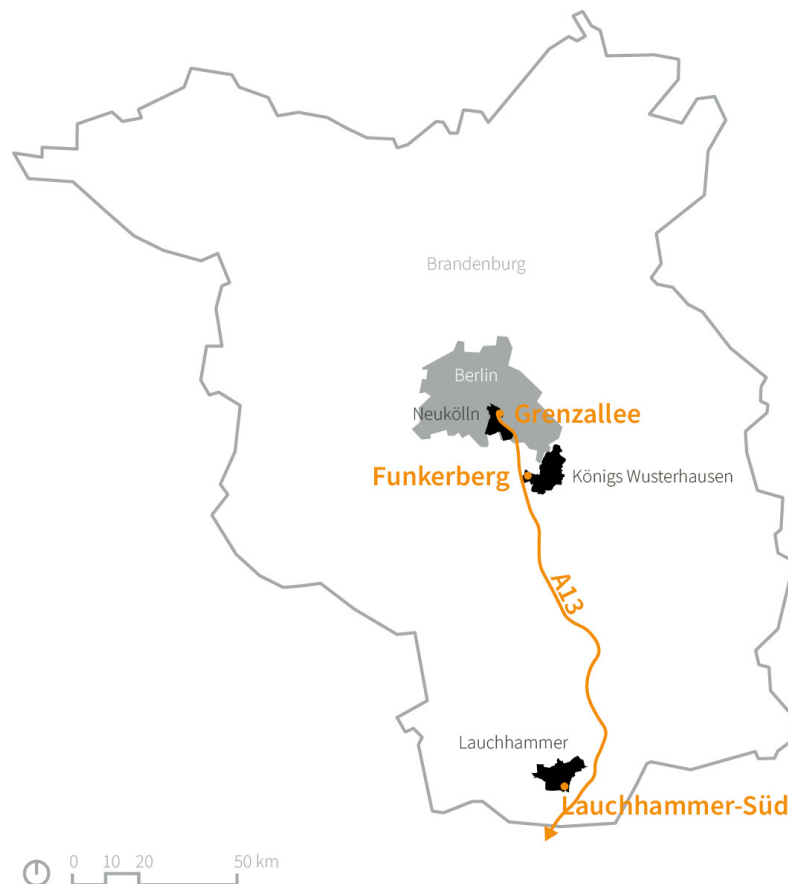 Brandenburg
Berlin
Neukölln
Grenzallee
Funkerberg
Königs Wusterhausen
A13
Lauchhammer
Lauchhammer-Süd
0 10 20 50 km